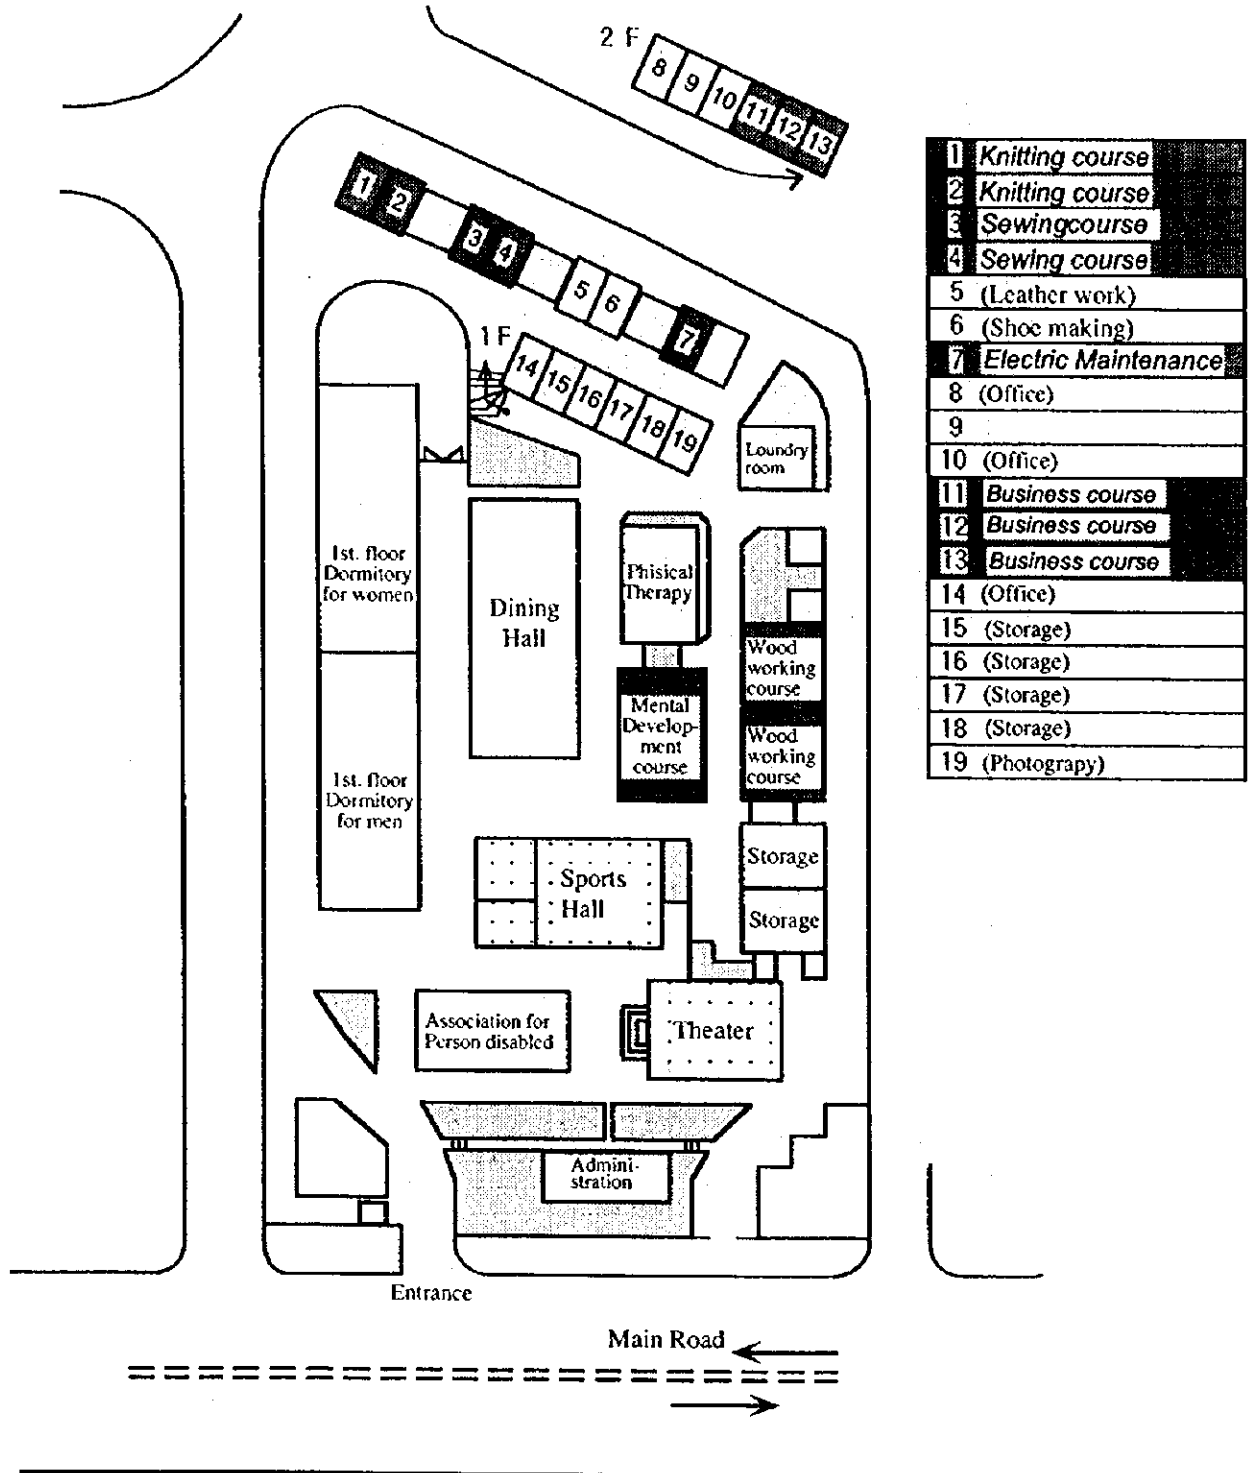 2 F
8
9
10
11
12
13
1
2
3
4
5
6
7
1 F
14
15
16
17
18
19
Loundry
room
1st. floor
Dormitory
for women
Dining
Hall
Phisical
Therapy
Wood
working
course
Mental
Develop-
ment
course
Wood
working
course
1st. floor
Dormitory
for men
Sports
Hall
Storage
Storage
Association for
Person disabled
Theater
Admini-
stration
Entrance
Main Road
1 Knitting course
2 Knitting course
3 Sewingcourse
4 Sewing course
5 (Leather work)
6 (Shoe making)
7 Electric Maintenance
8 (Office)
9
10 (Office)
11 Business course
12 Business course
13 Business course
14 (Office)
15 (Storage)
16 (Storage)
17 (Storage)
18 (Storage)
19 (Photograpy)